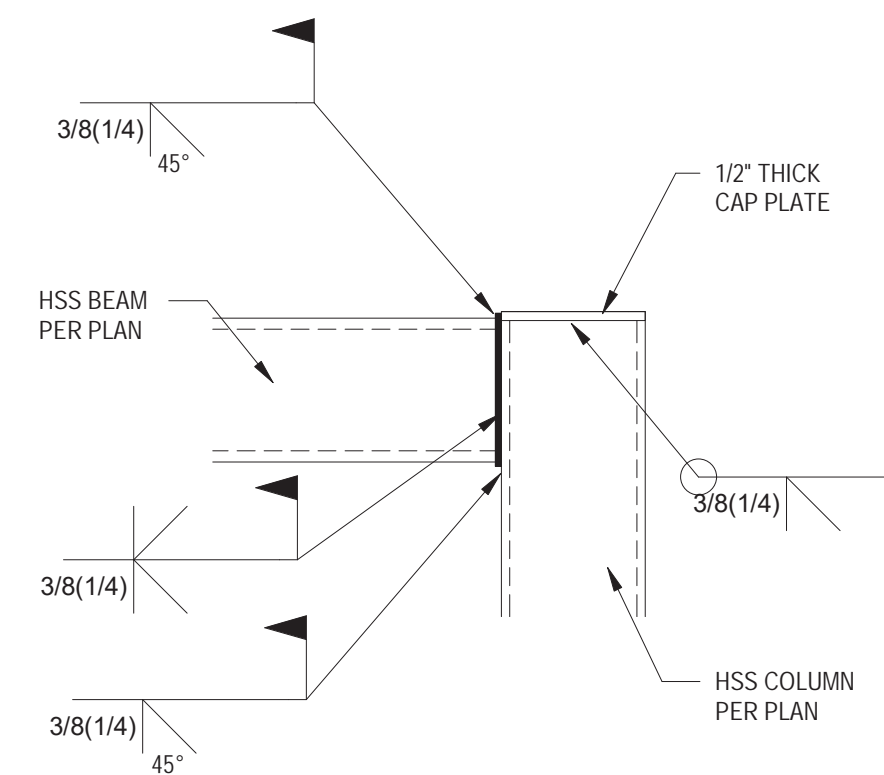 3/8(1/4)
45°
1/2" THICK
CAP PLATE
HSS BEAM
PER PLAN
3/8(1/4)
3/8(1/4)
HSS COLUMN
PER PLAN
3/8(1/4)
45°